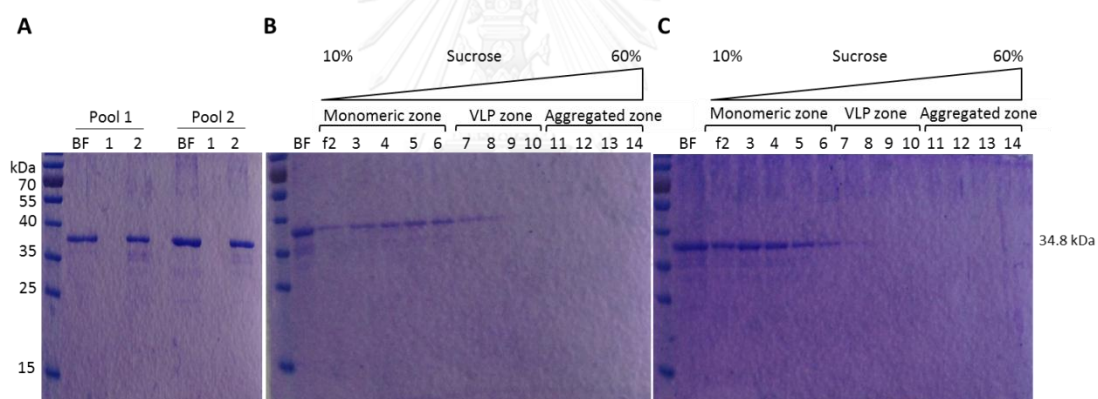 A
B
C
10% Sucrose 60%
10% Sucrose 60%
Pool 1 Pool 2
Monomeric zone VLP zone Aggregated zone
Monomeric zone VLP zone Aggregated zone
BF 1 2 BF 1 2
BF f2 3 4 5 6 7 8 9 10 11 12 13 14
BF f2 3 4 5 6 7 8 9 10 11 12 13 14
kDa
70
55
40
35
25
15
34.8 kDa